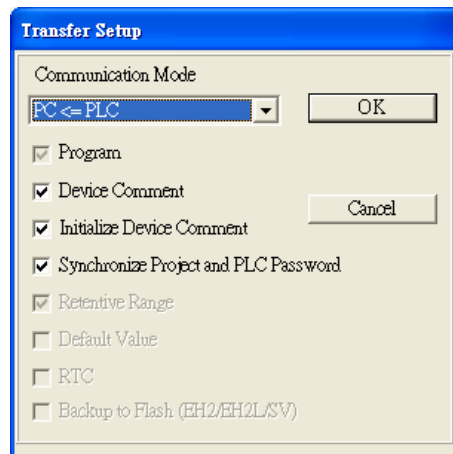 Transfer Setup
Communication Mode
PC <= PLC
OK
Program
Device Comment
Cancel
Initialize Device Comment
Synchronize Project and PLC Password
Retentive Range
Default Value
RTC
Backup to Flash (EH2/EH2L/SV)